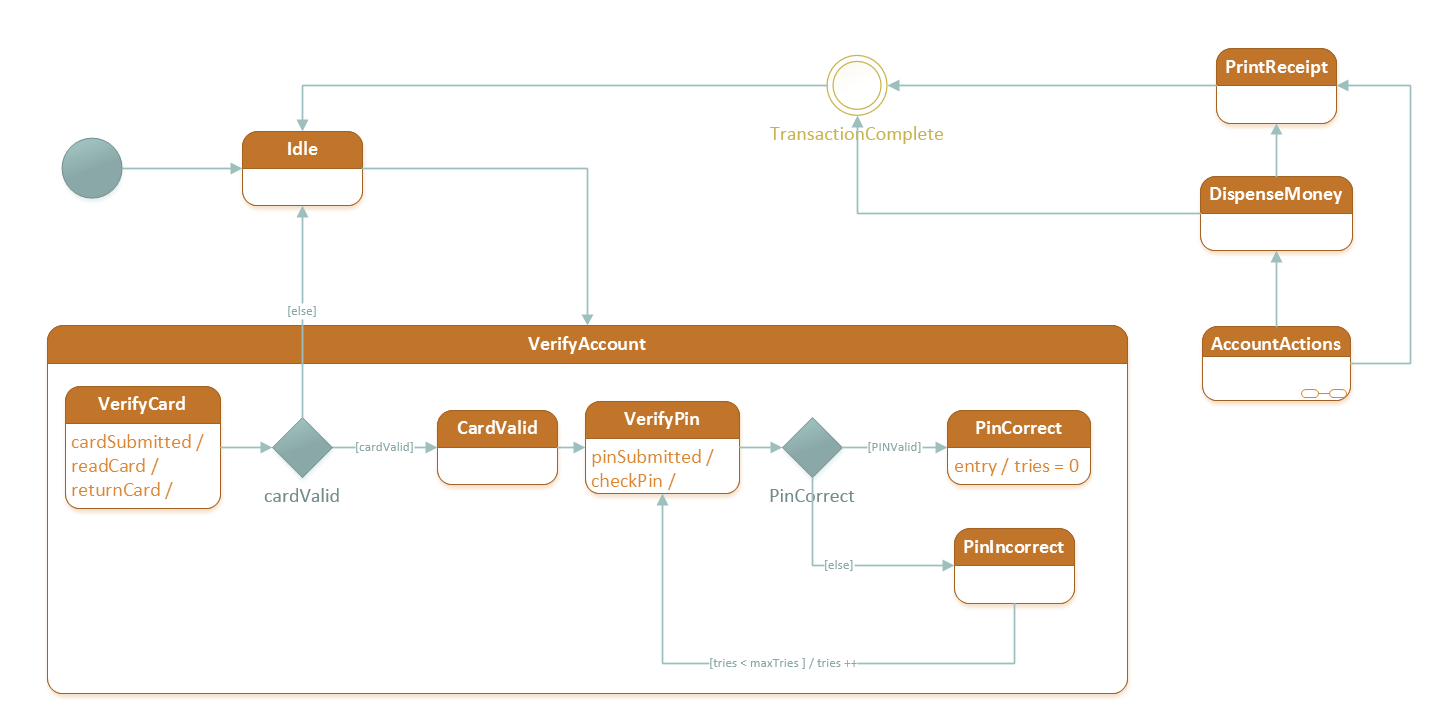 PrintReceipt
TransactionComplete
Idle
DispenseMoney
[else]
VerifyAccount
AccountActions
VerifyCard
cardSubmitted /
readCard /
returnCard /
cardValid
[cardValid]
CardValid
VerifyPin
pinSubmitted /
checkPin /
PinCorrect
[PINValid]
PinCorrect
entry / tries = 0
[else]
PinIncorrect
[tries < maxTries ] / tries ++